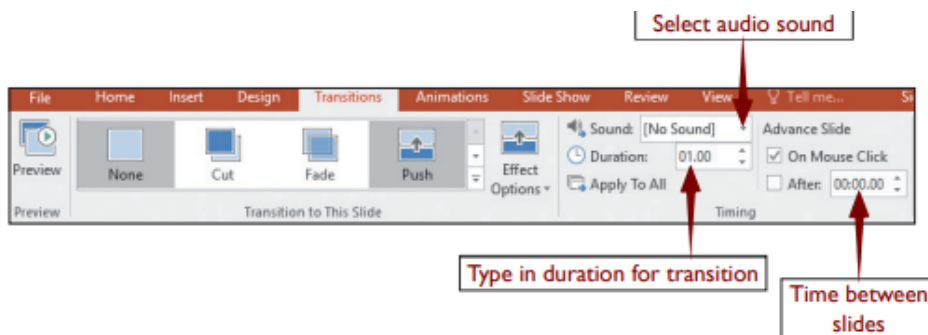 Select audio sound
File Home Insert Design Transitions Animations Slide Show Review View Tell me...
Sound: [No Sound] Advance Slide
Preview None Cut Fade Push Effect Options Duration: 01.00 On Mouse Click
Apply To All After: 00:00.00
Preview Transition to This Slide Timing
Type in duration for transition
Time between
slides